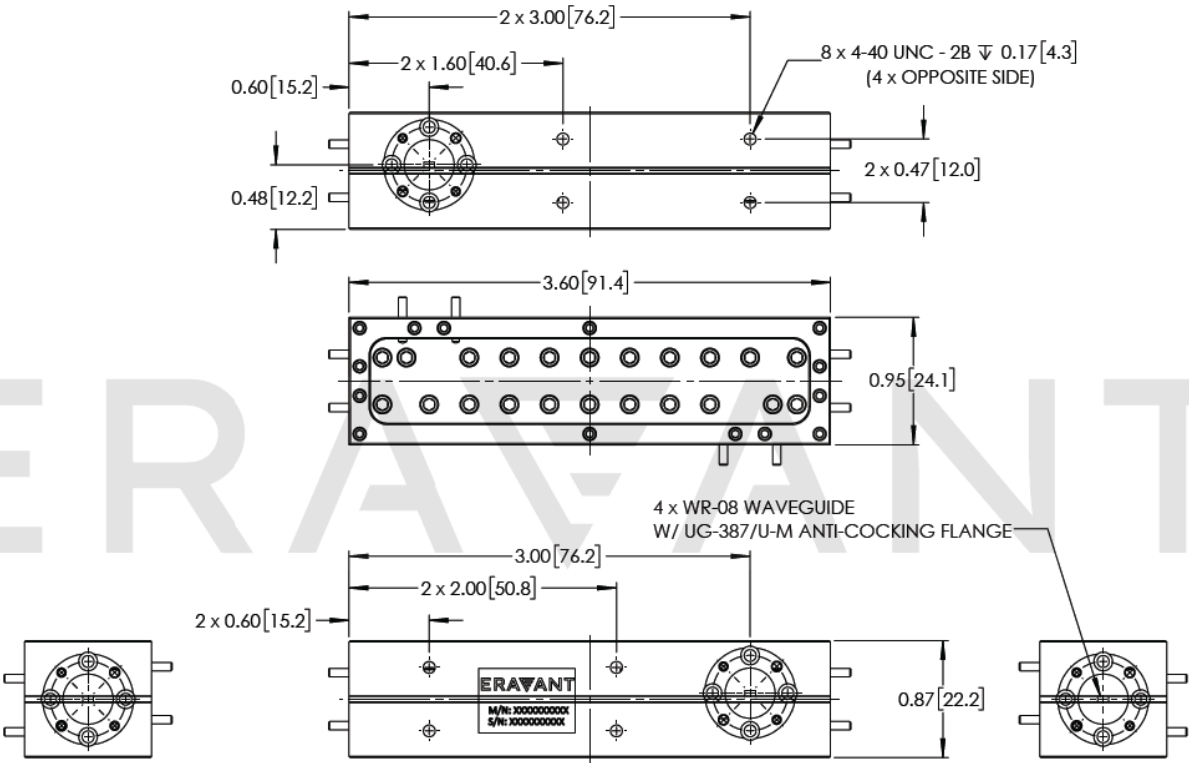 2 x 3.00[76.2]
2 x 1.60[40.6]
8 x 4-40 UNC - 2B ↧ 0.17[4.3]
(4 x OPPOSITE SIDE)
0.60[15.2]
2 x 0.47[12.0]
0.48[12.2]
3.60[91.4]
0.95[24.1]
ERAVANT
4 x WR-08 WAVEGUIDE
W/ UG-387/U-M ANTI-COCKING FLANGE
3.00[76.2]
2 x 2.00[50.8]
2 x 0.60[15.2]
ERAVANT
M/N: XXXXXXXXXX
S/N: XXXXXXXXXX
0.87[22.2]